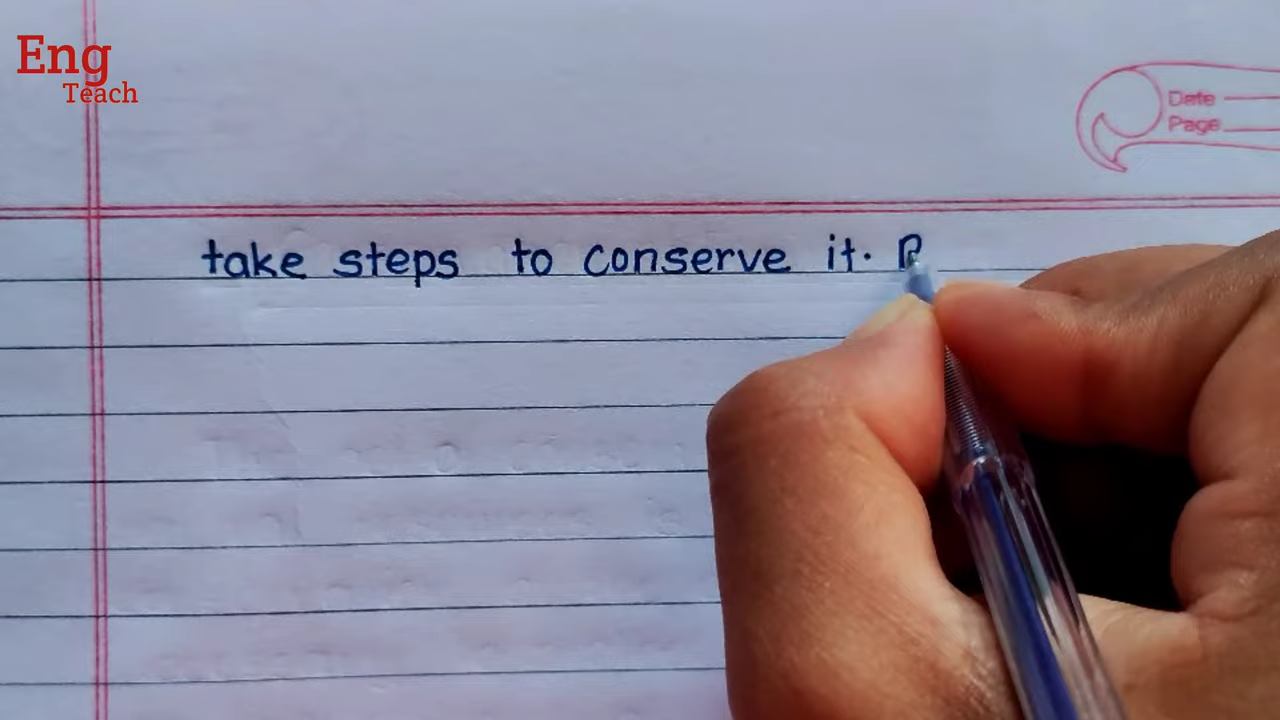 Eng
Teach
Date
Page
take steps to conserve it.